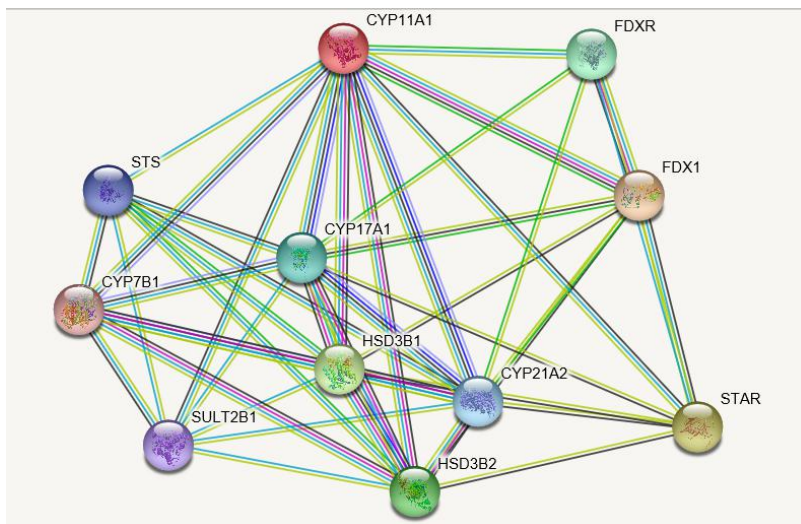 CYP11A1
FDXR
STS
FDX1
CYP17A1
CYP7B1
HSD3B1
CYP21A2
STAR
SULT2B1
HSD3B2